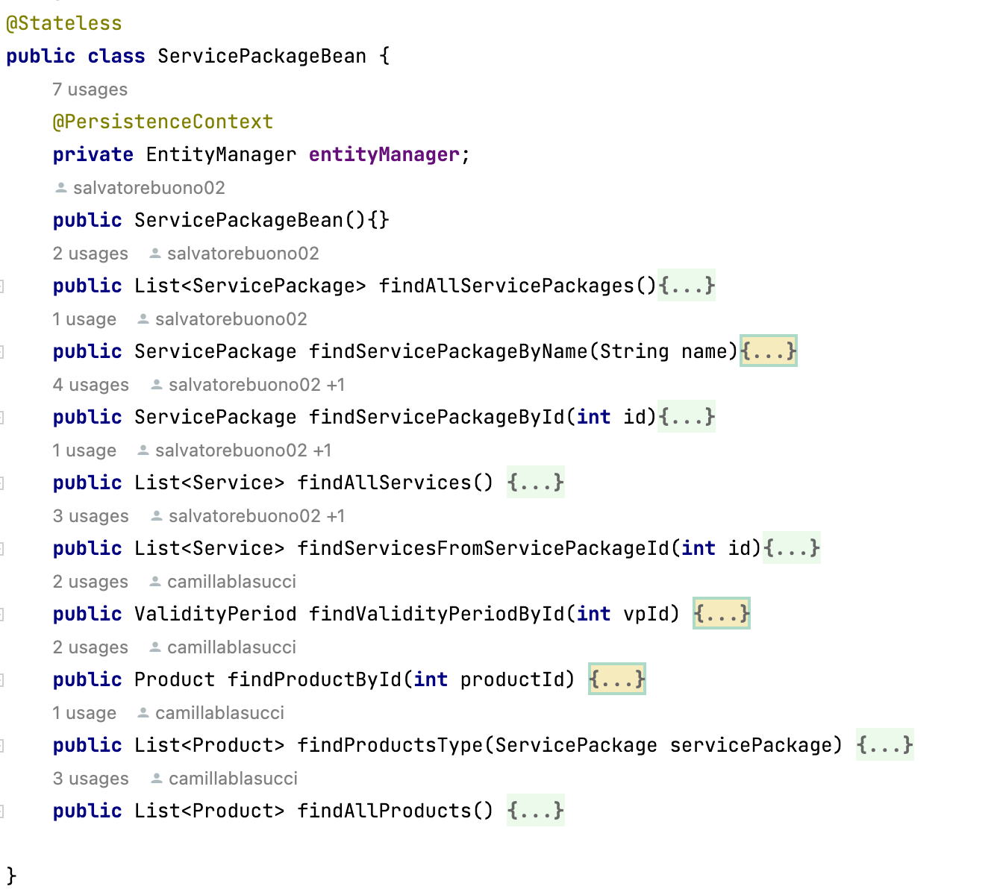 @Stateless
public class ServicePackageBean {
7 usages
@PersistenceContext
private EntityManager entityManager;
salvatorebuono02
public ServicePackageBean(){}
2 usages salvatorebuono02
public List<ServicePackage> findAllServicePackages(){...}
1 usage salvatorebuono02
public ServicePackage findServicePackageByName(String name){...}
4 usages salvatorebuono02 +1
public ServicePackage findServicePackageById(int id){...}
1 usage salvatorebuono02 +1
public List<Service> findAllServices() {...}
3 usages salvatorebuono02 +1
public List<Service> findServicesFromServicePackageId(int id){...}
2 usages camillablasucci
public ValidityPeriod findValidityPeriodById(int vpId) {...}
2 usages camillablasucci
public Product findProductById(int productId) {...}
1 usage camillablasucci
public List<Product> findProductsType(ServicePackage servicePackage) {...}
3 usages camillablasucci
public List<Product> findAllProducts() {...}
}